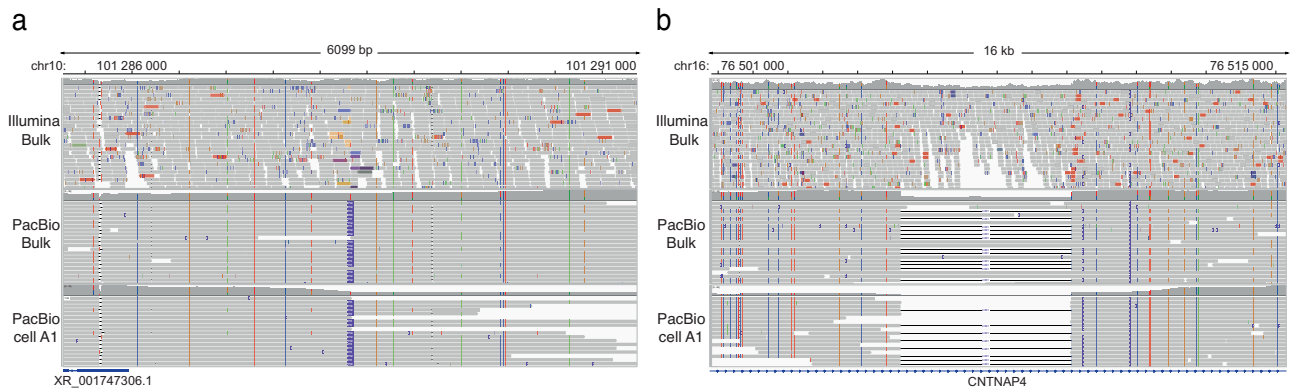 a
b
6099 bp
16 kb
chr10:
101 286 000
101 291 000
chr16:
76 501 000
76 515 000
Illumina
Bulk
Illumina
Bulk
PacBio
Bulk
PacBio
Bulk
PacBio
cell A1
PacBio
cell A1
XR_001747306.1
CNTNAP4